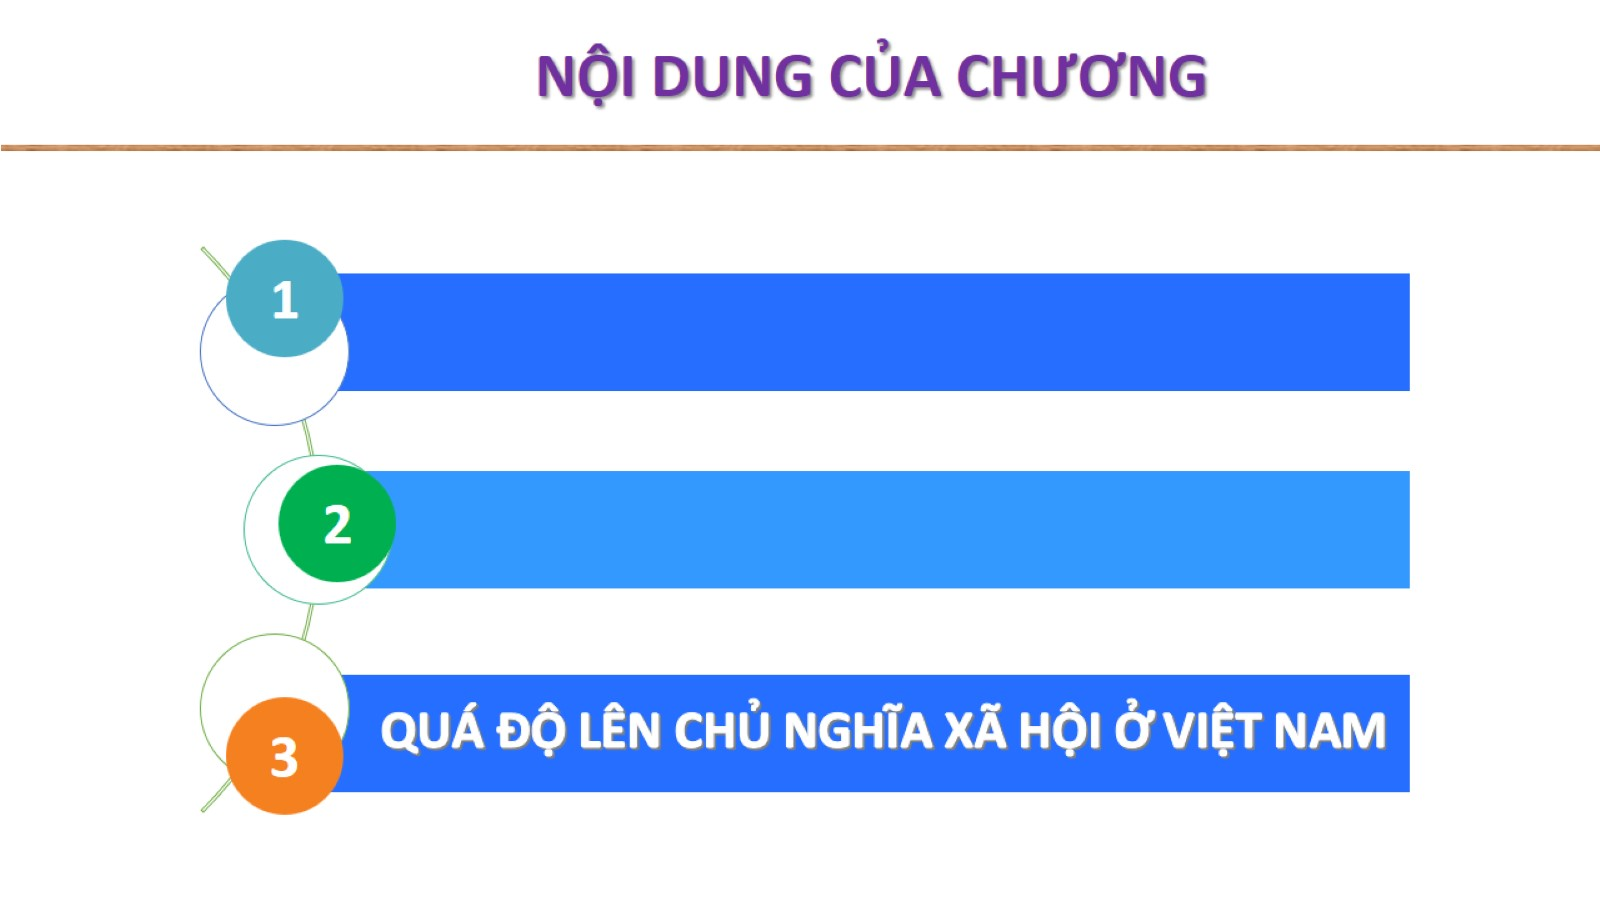 NỘI DUNG CỦA CHƯƠNG
1
2
3
QUÁ ĐỘ LÊN CHỦ NGHĨA XÃ HỘI Ở VIỆT NAM